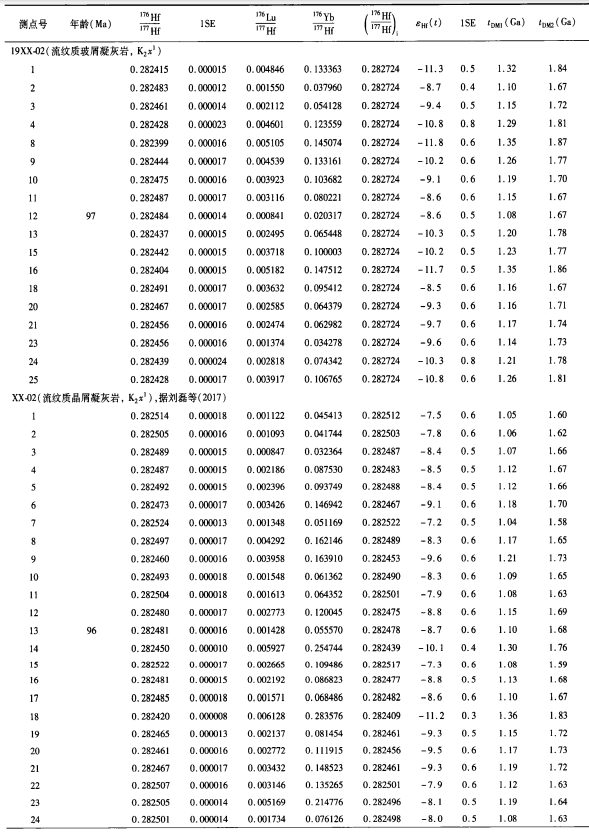 测点号 年龄(Ma) ¹⁷⁶Hf/¹⁷⁷Hf 1SE ¹⁷⁶Lu/¹⁷⁷Hf ¹⁷⁶Yb/¹⁷⁷Hf (¹⁷⁶Hf/¹⁷⁷Hf)ᵢ εHf(t) 1SE tDM1(Ga) tDM2(Ga)
19XX-02(流纹质玻屑凝灰岩, K₂x¹)
1 0.282415 0.000015 0.004846 0.133363 0.282724 -11.3 0.5 1.32 1.84
2 0.282483 0.000012 0.001550 0.037960 0.282724 -8.7 0.4 1.10 1.67
3 0.282461 0.000014 0.002112 0.054128 0.282724 -9.4 0.5 1.15 1.72
4 0.282428 0.000023 0.004601 0.123559 0.282724 -10.8 0.8 1.29 1.81
8 0.282399 0.000016 0.005105 0.145074 0.282724 -11.8 0.6 1.35 1.87
9 0.282444 0.000017 0.004539 0.133161 0.282724 -10.2 0.6 1.26 1.77
10 0.282475 0.000016 0.003923 0.103682 0.282724 -9.1 0.6 1.19 1.70
11 0.282487 0.000017 0.003116 0.080221 0.282724 -8.6 0.6 1.15 1.67
12 97 0.282484 0.000014 0.000841 0.020317 0.282724 -8.6 0.5 1.08 1.67
13 0.282437 0.000015 0.002495 0.065448 0.282724 -10.3 0.5 1.20 1.78
15 0.282442 0.000015 0.003718 0.100003 0.282724 -10.2 0.5 1.23 1.77
16 0.282404 0.000015 0.005182 0.147512 0.282724 -11.7 0.5 1.35 1.86
18 0.282491 0.000017 0.003632 0.095412 0.282724 -8.5 0.6 1.16 1.67
20 0.282467 0.000017 0.002585 0.064379 0.282724 -9.3 0.6 1.16 1.71
21 0.282456 0.000016 0.002474 0.062982 0.282724 -9.7 0.6 1.17 1.74
23 0.282456 0.000016 0.001374 0.034278 0.282724 -9.6 0.6 1.14 1.73
24 0.282439 0.000024 0.002818 0.074342 0.282724 -10.3 0.8 1.21 1.78
25 0.282428 0.000017 0.003917 0.106765 0.282724 -10.8 0.6 1.26 1.81
XX-02(流纹质晶屑凝灰岩, K₂x¹),据刘磊等(2017)
1 0.282514 0.000018 0.001122 0.045413 0.282512 -7.5 0.6 1.05 1.60
2 0.282505 0.000016 0.001093 0.041744 0.282503 -7.8 0.6 1.06 1.62
3 0.282489 0.000015 0.000847 0.032364 0.282487 -8.4 0.5 1.07 1.66
4 0.282487 0.000015 0.002186 0.087530 0.282483 -8.5 0.5 1.12 1.67
5 0.282492 0.000015 0.002396 0.093749 0.282488 -8.4 0.5 1.12 1.66
6 0.282473 0.000017 0.003426 0.146942 0.282467 -9.1 0.6 1.18 1.70
7 0.282524 0.000013 0.001348 0.051169 0.282522 -7.2 0.5 1.04 1.58
8 0.282497 0.000017 0.004292 0.162146 0.282489 -8.3 0.6 1.17 1.65
9 0.282460 0.000016 0.003958 0.163910 0.282453 -9.6 0.6 1.21 1.73
10 0.282493 0.000018 0.001548 0.061362 0.282490 -8.3 0.6 1.09 1.65
11 0.282504 0.000018 0.001613 0.064352 0.282501 -7.9 0.6 1.08 1.63
12 0.282480 0.000017 0.002773 0.120045 0.282475 -8.8 0.6 1.15 1.69
13 96 0.282481 0.000016 0.001428 0.055570 0.282478 -8.7 0.6 1.10 1.68
14 0.282450 0.000010 0.005927 0.254744 0.282439 -10.1 0.4 1.30 1.76
15 0.282522 0.000017 0.002665 0.109486 0.282517 -7.3 0.6 1.08 1.59
16 0.282481 0.000015 0.002192 0.086823 0.282477 -8.8 0.5 1.13 1.68
17 0.282485 0.000018 0.001571 0.068486 0.282482 -8.6 0.6 1.10 1.67
18 0.282420 0.000008 0.006128 0.283576 0.282409 -11.2 0.3 1.36 1.83
19 0.282465 0.000013 0.002137 0.081454 0.282461 -9.3 0.5 1.15 1.72
20 0.282461 0.000016 0.002772 0.111915 0.282456 -9.5 0.6 1.17 1.73
21 0.282467 0.000017 0.003432 0.148523 0.282461 -9.3 0.6 1.19 1.72
22 0.282507 0.000016 0.003146 0.135265 0.282501 -7.9 0.6 1.12 1.63
23 0.282505 0.000014 0.005169 0.214776 0.282496 -8.1 0.5 1.19 1.64
24 0.282501 0.000014 0.001734 0.076126 0.282498 -8.0 0.5 1.08 1.63